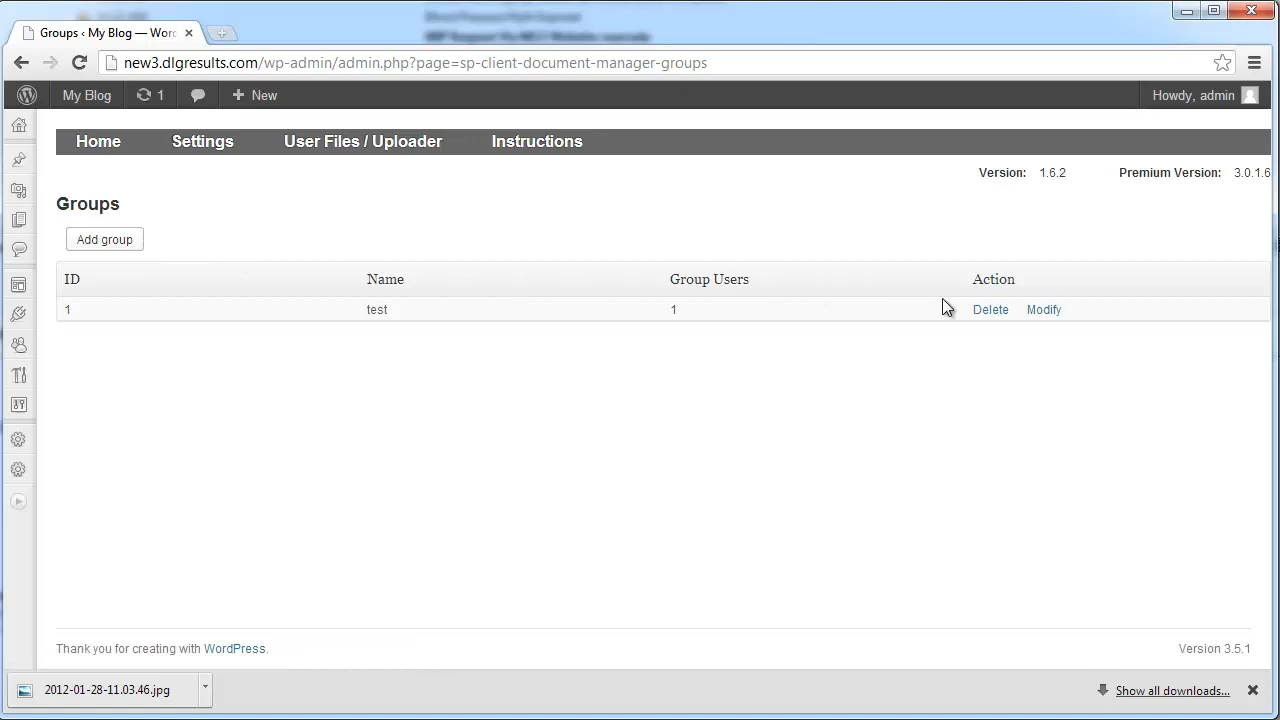 Groups ‹ My Blog — Word
new3.dlgresults.com/wp-admin/admin.php?page=sp-client-document-manager-groups
My Blog 1 New Howdy, admin
Home Settings User Files / Uploader Instructions
Version: 1.6.2 Premium Version: 3.0.1.6
Groups
Add group
ID Name Group Users Action
1 test 1 Delete Modify
Thank you for creating with WordPress. Version 3.5.1
2012-01-28-11.03.46.jpg Show all downloads...